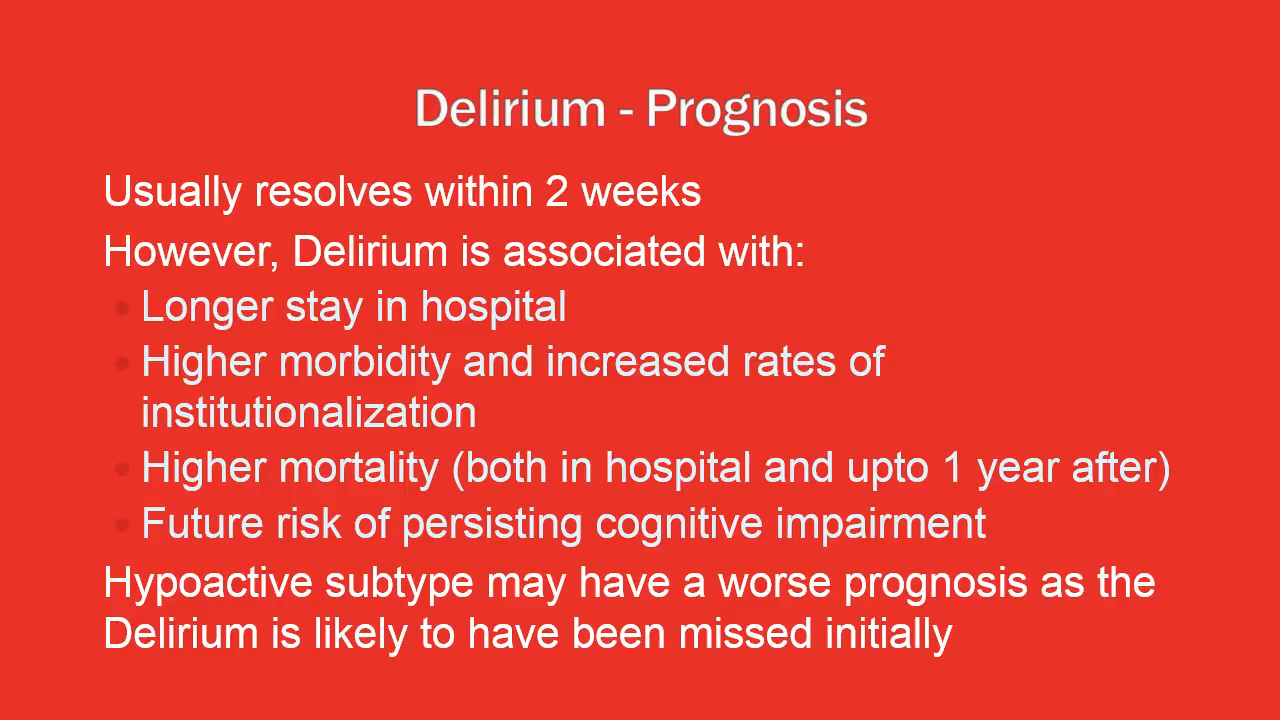 Delirium - Prognosis
Usually resolves within 2 weeks
However, Delirium is associated with:
Longer stay in hospital
Higher morbidity and increased rates of
institutionalization
Higher mortality (both in hospital and upto 1 year after)
Future risk of persisting cognitive impairment
Hypoactive subtype may have a worse prognosis as the
Delirium is likely to have been missed initially